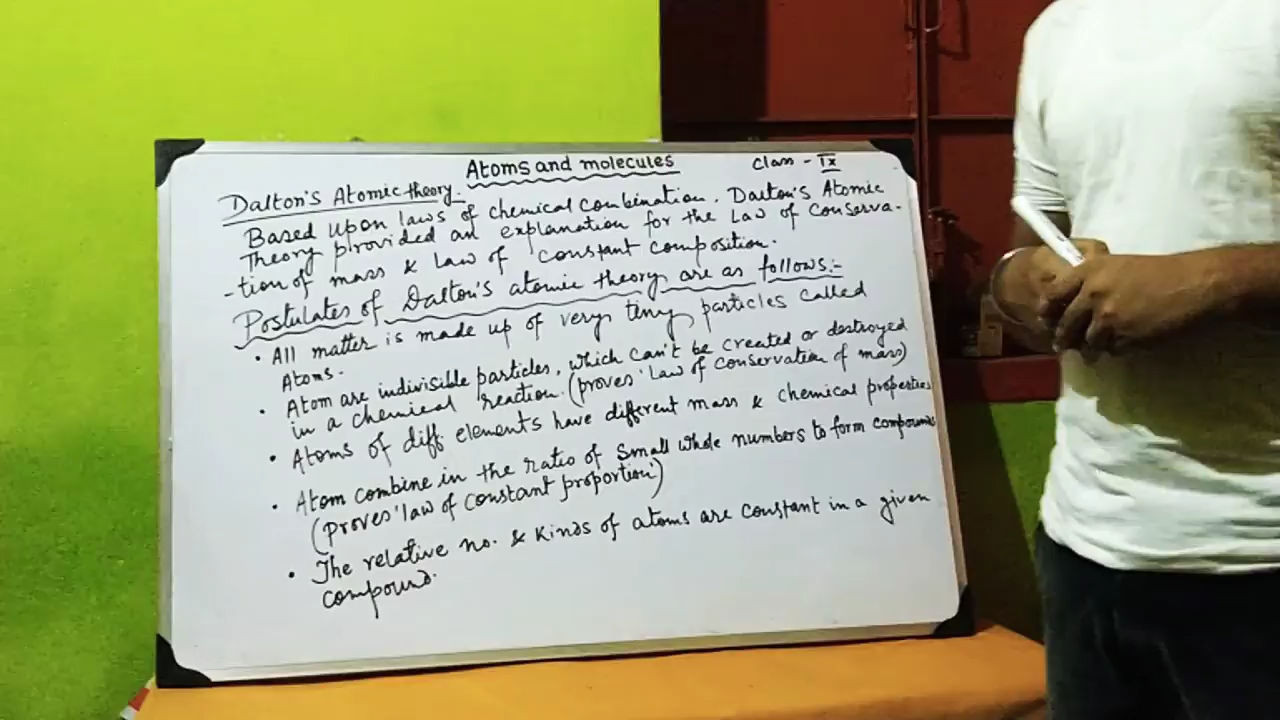 Atoms and molecules
Class - IX
Dalton's Atomic theory.
Based upon laws of chemical combination. Dalton's Atomic
Theory provided an explanation for the Law of Conserva-
-tion of mass & Law of constant composition.
Postulates of Dalton's atomic theory are as follows:-
• All matter is made up of very tiny particles called
Atoms.
• Atom are indivisible particles, which can't be created or destroyed
in a chemical reaction. (proves 'law of conservation of mass)
• Atoms of diff elements have different mass & chemical properties
• Atom combine in the ratio of small whole numbers to form compounds
(proves 'law of constant proportion')
• The relative no. & kinds of atoms are constant in a given
compound.